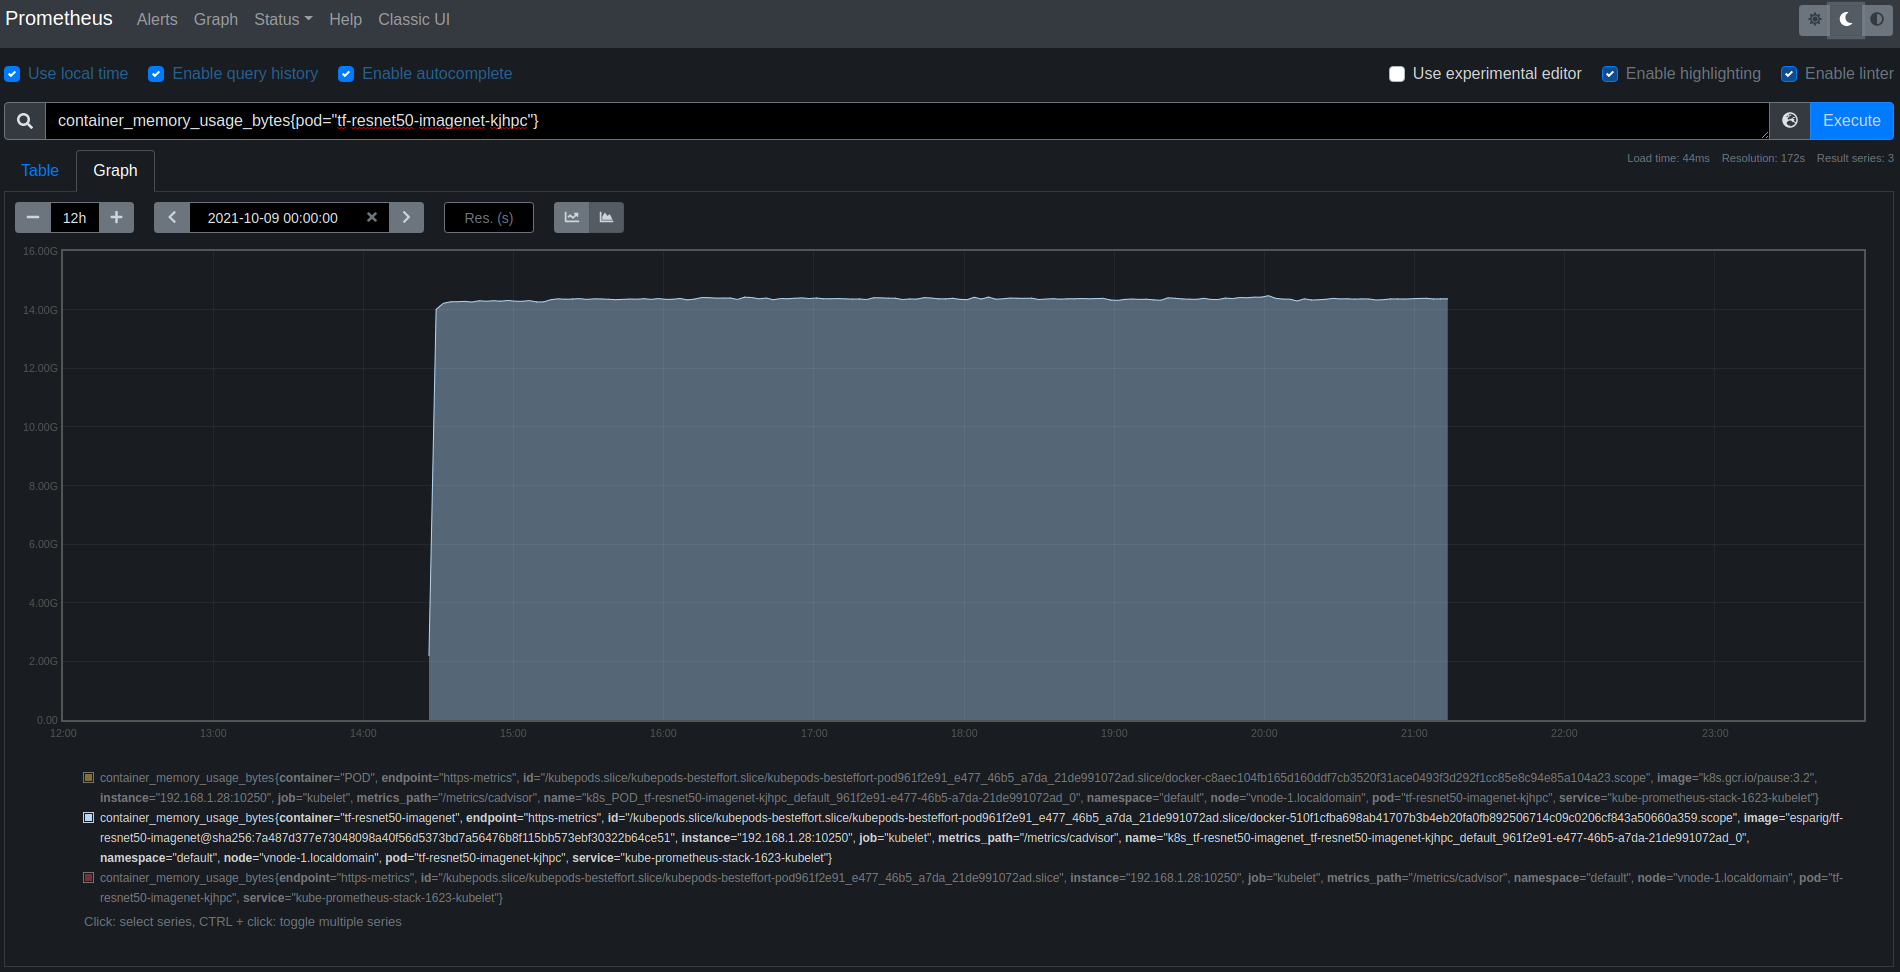 Prometheus Alerts Graph Status Help Classic UI
Use local time Enable query history Enable autocomplete Use experimental editor Enable highlighting Enable linter
container_memory_usage_bytes{pod="tf-resnet50-imagenet-kjhpc"} Execute
Load time: 44ms Resolution: 172s Result series: 3
Table Graph
12h 2021-10-09 00:00:00 Res. (s)
16.00G
14.00G
12.00G
10.00G
8.00G
6.00G
4.00G
2.00G
0.00
12:00 13:00 14:00 15:00 16:00 17:00 18:00 19:00 20:00 21:00 22:00 23:00
container_memory_usage_bytes{container="POD", endpoint="https-metrics", id="/kubepods.slice/kubepods-besteffort.slice/kubepods-besteffort-pod961f2e91_e477_46b5_a7da_21de991072ad.slice/docker-c8aec104fb165d160ddf7cb3520f31ace0493f3d292f1cc85e8c94e85a104a23.scope", image="k8s.gcr.io/pause:3.2",
instance="192.168.1.28:10250", job="kubelet", metrics_path="/metrics/cadvisor", name="k8s_POD_tf-resnet50-imagenet-kjhpc_default_961f2e91-e477-46b5-a7da-21de991072ad_0", namespace="default", node="vnode-1.localdomain", pod="tf-resnet50-imagenet-kjhpc", service="kube-prometheus-stack-1623-kubelet"}
container_memory_usage_bytes{container="tf-resnet50-imagenet", endpoint="https-metrics", id="/kubepods.slice/kubepods-besteffort.slice/kubepods-besteffort-pod961f2e91_e477_46b5_a7da_21de991072ad.slice/docker-510f1cfba698ab41707b3b4eb20fa0fb892506714c09c0206cf843a50660a359.scope", image="esparig/tf-
resnet50-imagenet@sha256:7a487d377e73048098a40f56d5373bd7a56476b8f115bb573ebf30322b64ce51", instance="192.168.1.28:10250", job="kubelet", metrics_path="/metrics/cadvisor", name="k8s_tf-resnet50-imagenet_tf-resnet50-imagenet-kjhpc_default_961f2e91-e477-46b5-a7da-21de991072ad_0",
namespace="default", node="vnode-1.localdomain", pod="tf-resnet50-imagenet-kjhpc", service="kube-prometheus-stack-1623-kubelet"}
container_memory_usage_bytes{endpoint="https-metrics", id="/kubepods.slice/kubepods-besteffort.slice/kubepods-besteffort-pod961f2e91_e477_46b5_a7da_21de991072ad.slice", instance="192.168.1.28:10250", job="kubelet", metrics_path="/metrics/cadvisor", namespace="default", node="vnode-1.localdomain", pod="tf-
resnet50-imagenet-kjhpc", service="kube-prometheus-stack-1623-kubelet"}
Click: select series, CTRL + click: toggle multiple series